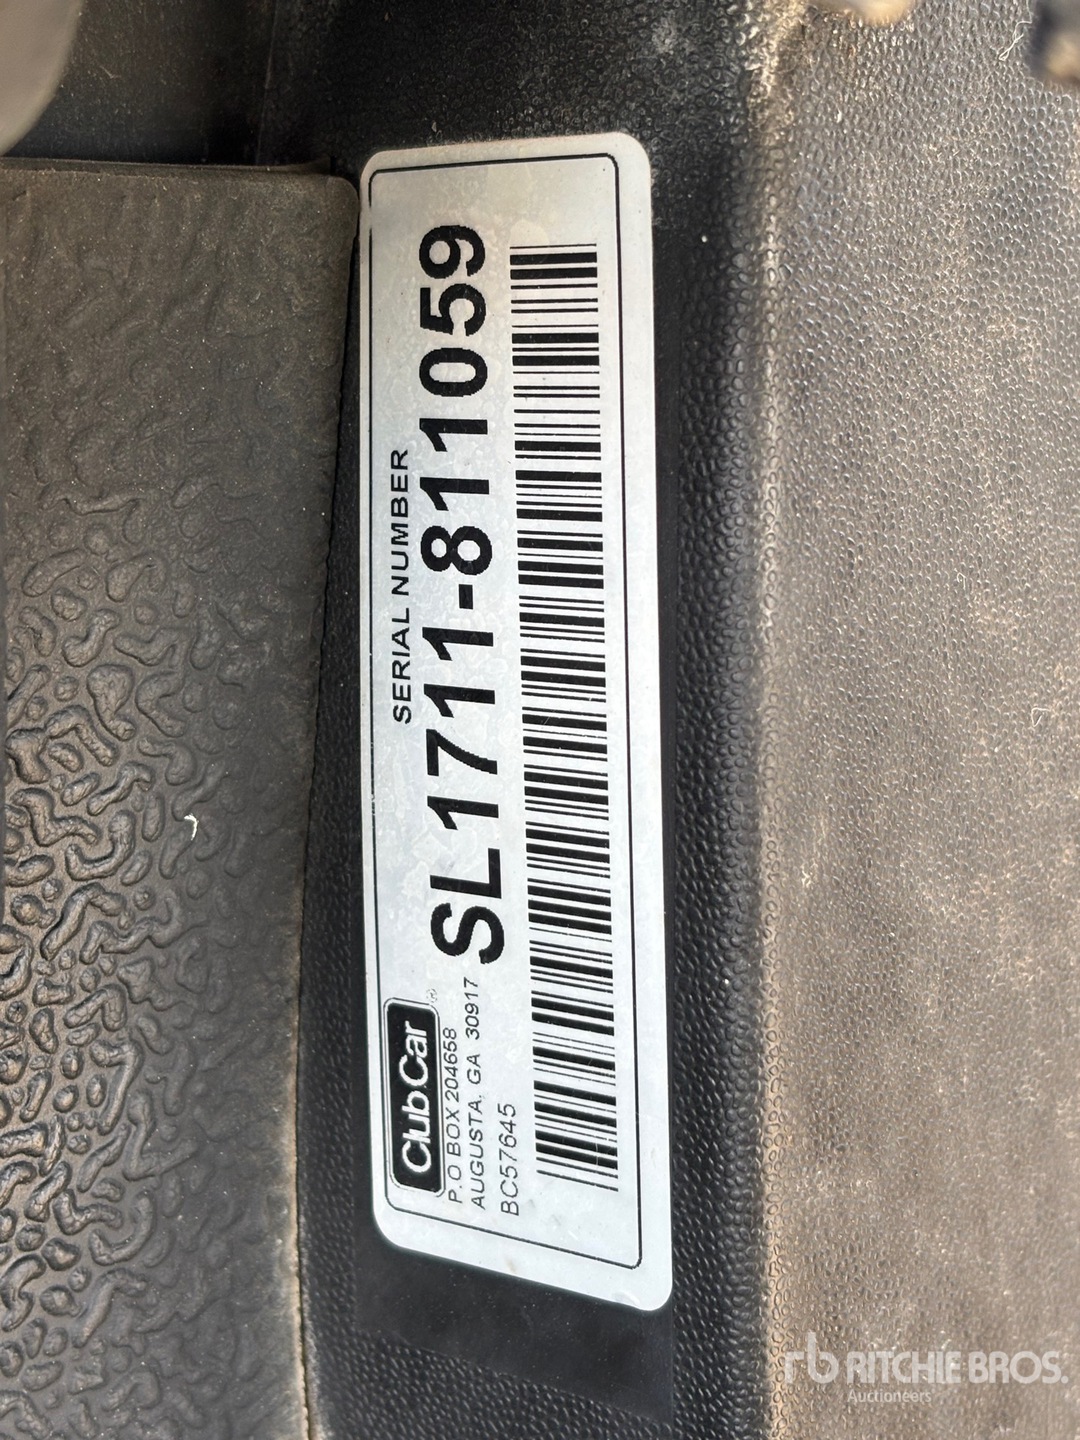 SERIAL NUMBER
SL1711-811059
Club Car®
P.O BOX 204658
AUGUSTA, GA 30917
BC57645
rb RITCHIE BROS.
Auctioneers